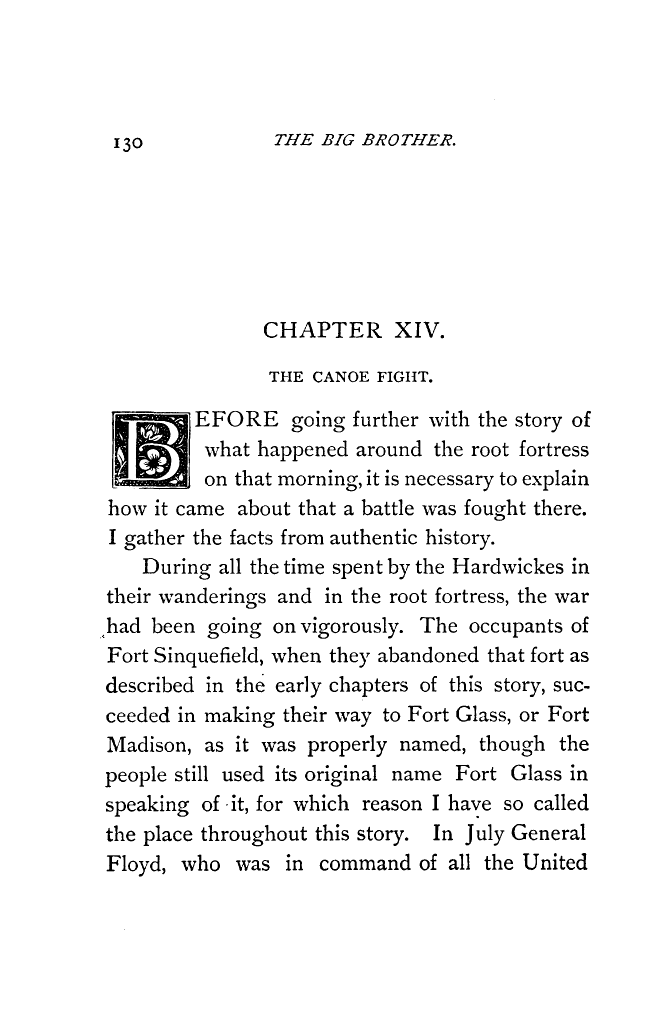 130 THE BIG BROTHER.
CHAPTER XIV.
THE CANOE FIGHT.
BEFORE going further with the story of
what happened around the root fortress
on that morning, it is necessary to explain
how it came about that a battle was fought there.
I gather the facts from authentic history.
During all the time spent by the Hardwickes in
their wanderings and in the root fortress, the war
had been going on vigorously. The occupants of
Fort Sinquefield, when they abandoned that fort as
described in the early chapters of this story, suc-
ceeded in making their way to Fort Glass, or Fort
Madison, as it was properly named, though the
people still used its original name Fort Glass in
speaking of it, for which reason I have so called
the place throughout this story. In July General
Floyd, who was in command of all the United